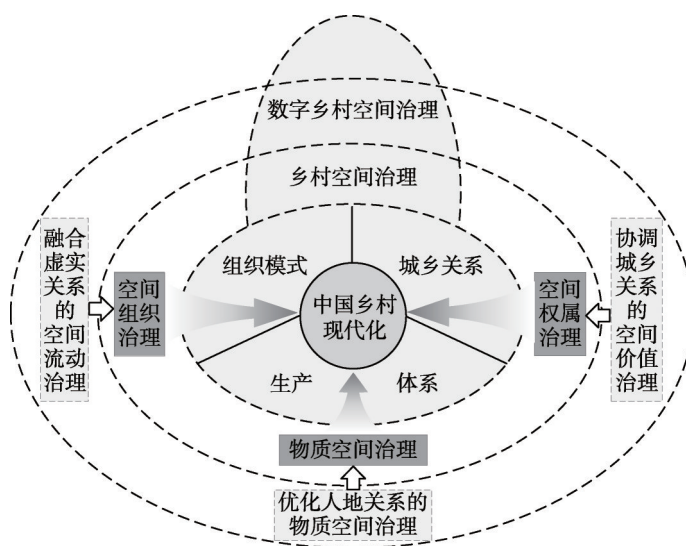 数字乡村空间治理
乡村空间治理
组织模式
城乡关系
中国乡村
现代化
生产
体系
融合
虚实
关系
的
空间
流动
治理
空间
组织
治理
空间
权属
治理
协调
城乡
关系
的
空间
价值
治理
物质空间治理
优化人地关系的
物质空间治理